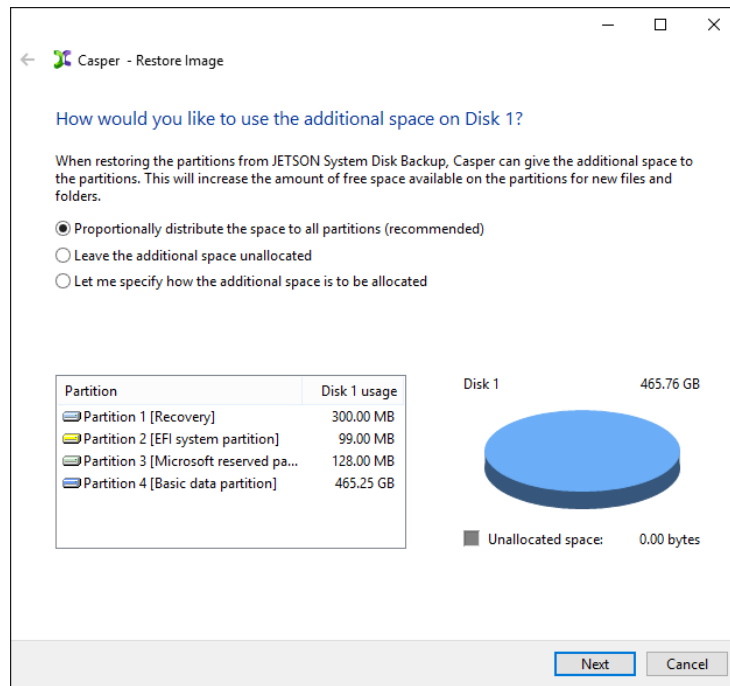 Casper - Restore Image
How would you like to use the additional space on Disk 1?
When restoring the partitions from JETSON System Disk Backup, Casper can give the additional space to
the partitions. This will increase the amount of free space available on the partitions for new files and
folders.
Proportionally distribute the space to all partitions (recommended)
Leave the additional space unallocated
Let me specify how the additional space is to be allocated
Partition Disk 1 usage
Partition 1 [Recovery] 300.00 MB
Partition 2 [EFI system partition] 99.00 MB
Partition 3 [Microsoft reserved pa... 128.00 MB
Partition 4 [Basic data partition] 465.25 GB
Disk 1 465.76 GB
Unallocated space: 0.00 bytes
Next Cancel